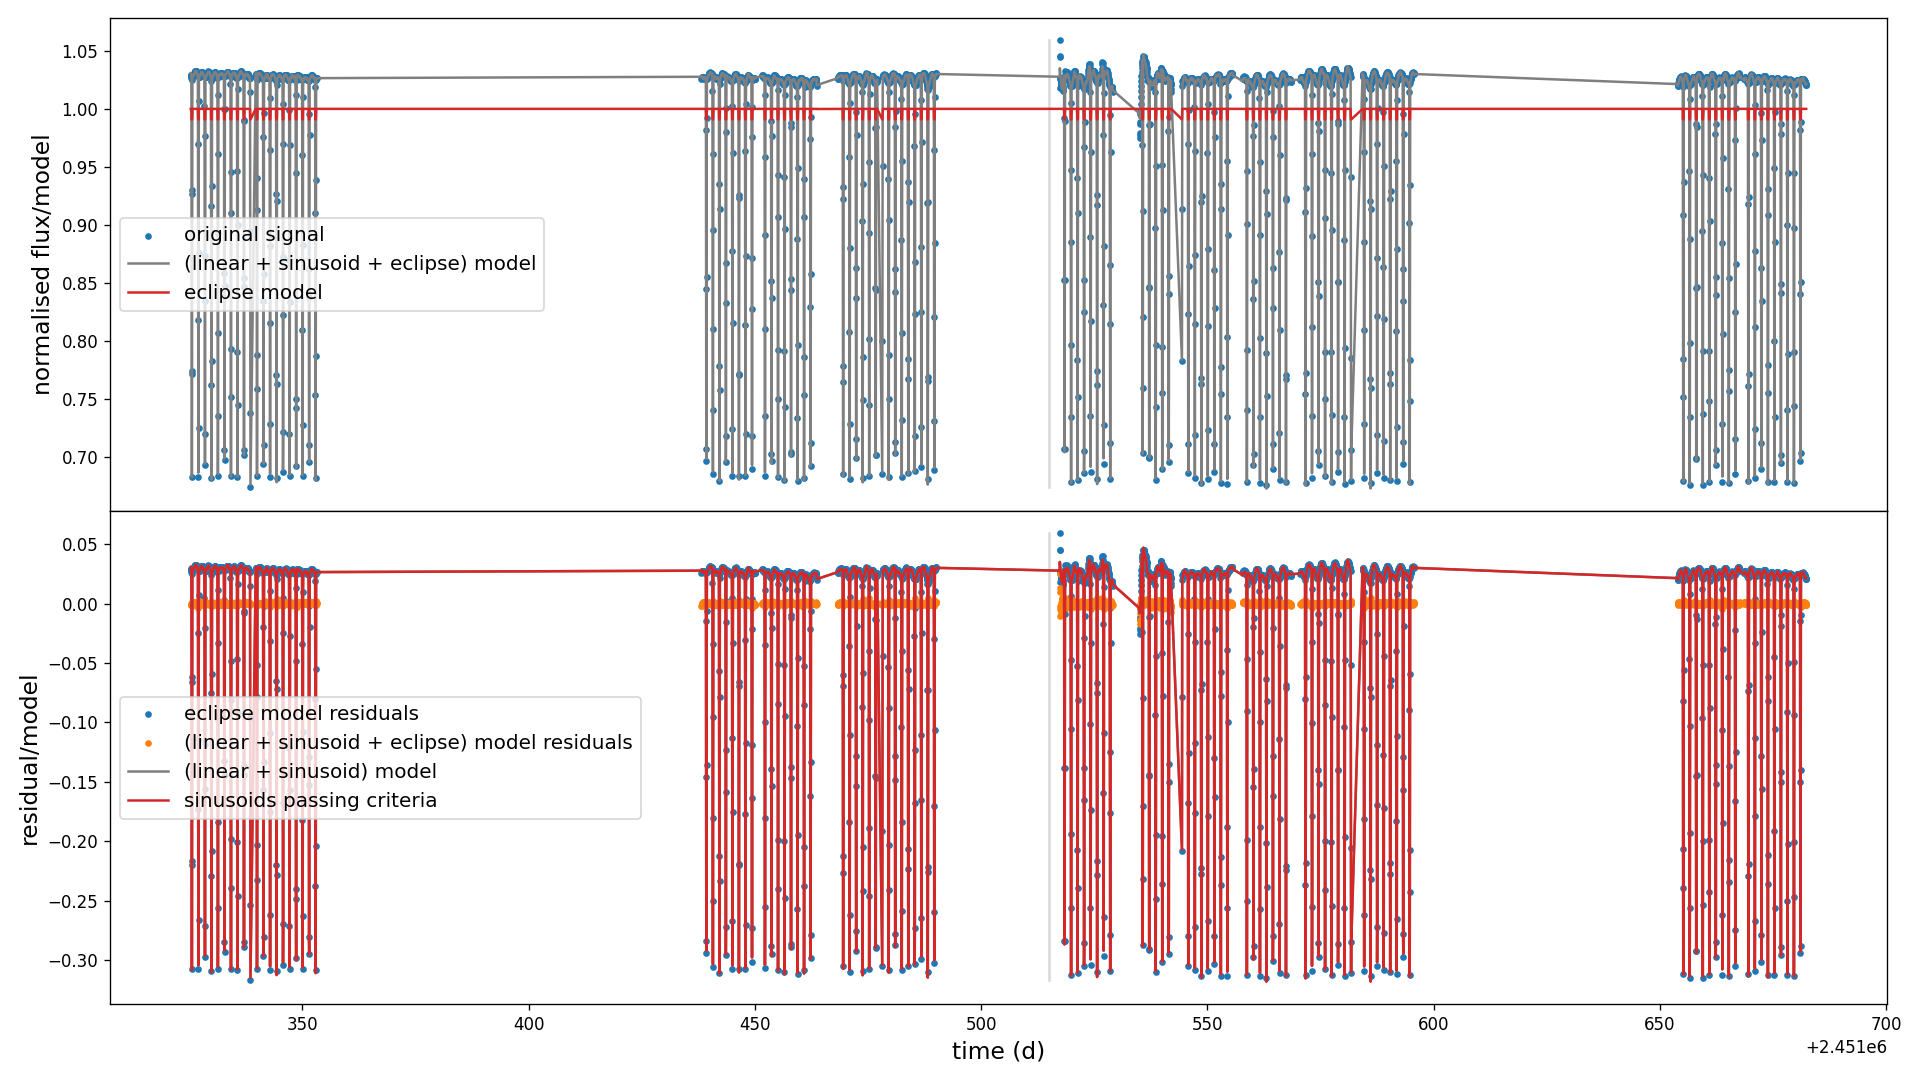 1.05
1.00
0.95
0.90
0.85
0.80
0.75
0.70
normalised flux/model
original signal
(linear + sinusoid + eclipse) model
eclipse model
0.05
0.00
−0.05
−0.10
−0.15
−0.20
−0.25
−0.30
residual/model
eclipse model residuals
(linear + sinusoid + eclipse) model residuals
(linear + sinusoid) model
sinusoids passing criteria
350 400 450 500 550 600 650 700
time (d)
+2.451e6